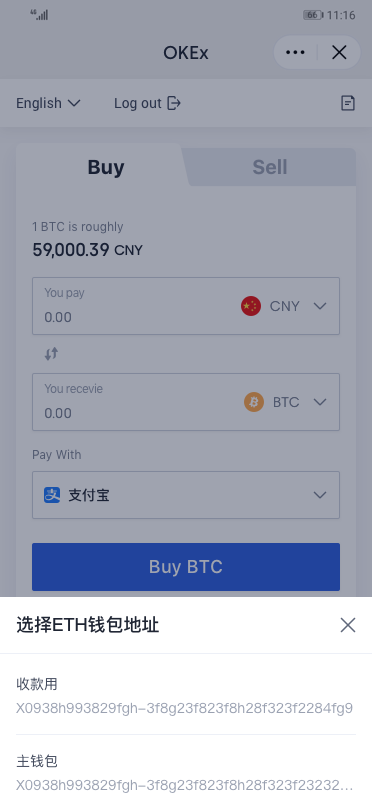 66 11:16
OKEx
English Log out
Buy Sell
1 BTC is roughly
59,000.39 CNY
You pay
0.00 CNY
You recevie
0.00 BTC
Pay With
支付宝
Buy BTC
选择ETH钱包地址
收款用
X0938h993829fgh-3f8g23f823f8h28f323f2284fg9
主钱包
X0938h993829fgh-3f8g23f823f8h28f323f23232...